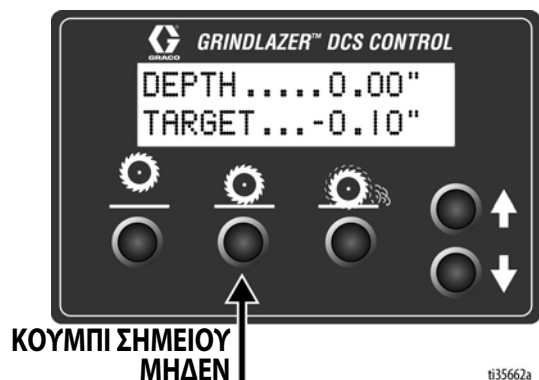 GRACO
GRINDLAZER™ DCS CONTROL
DEPTH.....0.00"
TARGET...-0.10"
ΚΟΥΜΠΙ ΣΗΜΕΙΟΥ
ΜΗΔΕΝ
ti35662a